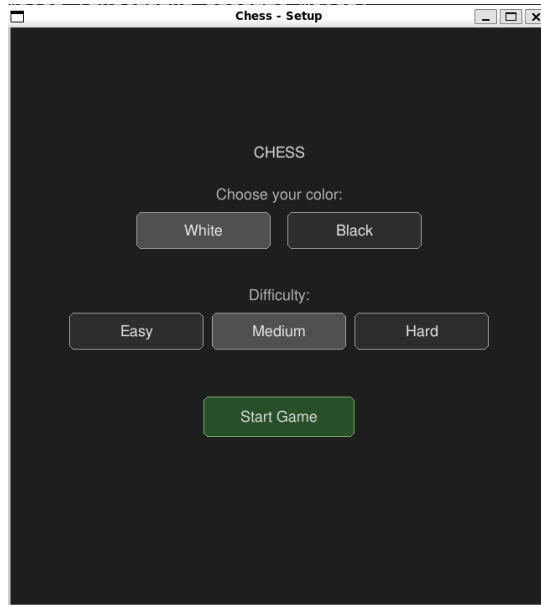 Chess - Setup
CHESS
Choose your color:
White Black
Difficulty:
Easy Medium Hard
Start Game